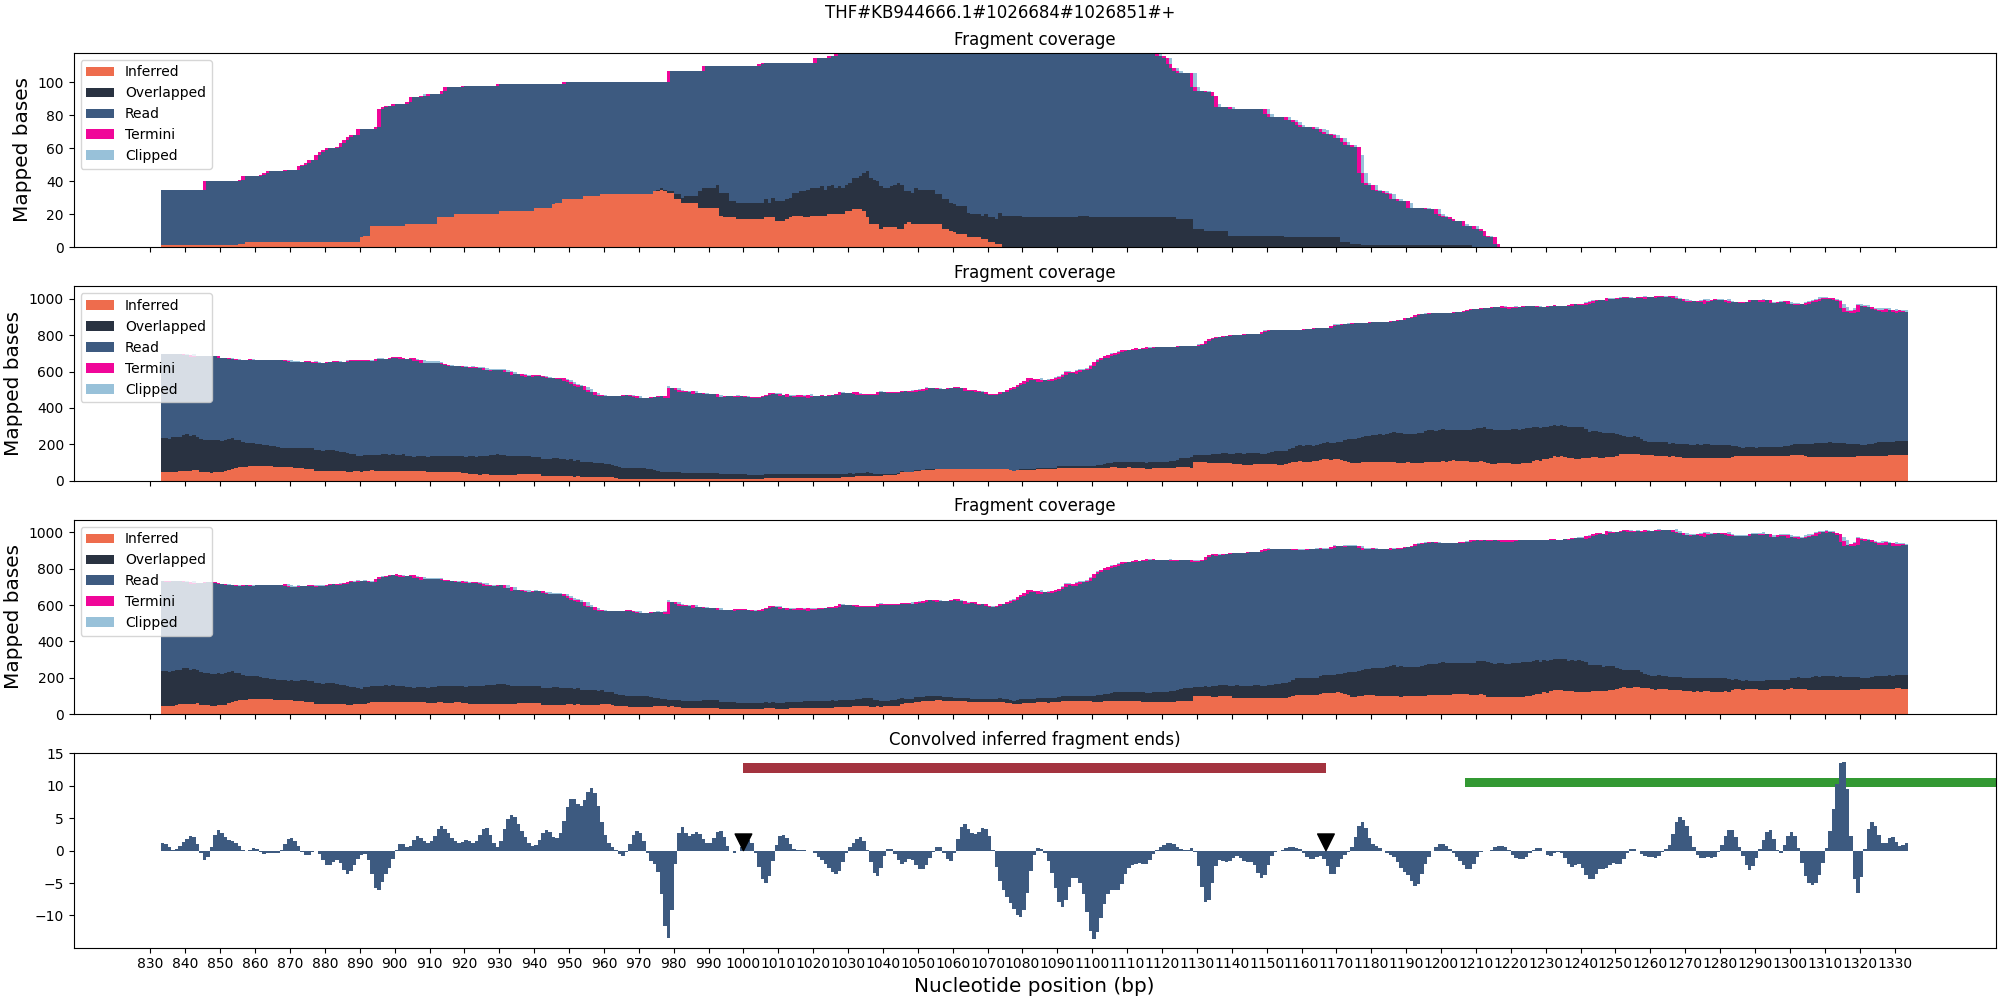 THF#KB944666.1#1026684#1026851#+
Fragment coverage
Mapped bases
100
80
60
40
20
0
Inferred
Overlapped
Read
Termini
Clipped
Fragment coverage
Mapped bases
1000
800
600
400
200
0
Inferred
Overlapped
Read
Termini
Clipped
Fragment coverage
Mapped bases
1000
800
600
400
200
0
Inferred
Overlapped
Read
Termini
Clipped
Convolved inferred fragment ends)
15
10
5
0
−5
−10
830 840 850 860 870 880 890 900 910 920 930 940 950 960 970 980 990 1000 1010 1020 1030 1040 1050 1060 1070 1080 1090 1100 1110 1120 1130 1140 1150 1160 1170 1180 1190 1200 1210 1220 1230 1240 1250 1260 1270 1280 1290 1300 1310 1320 1330
Nucleotide position (bp)